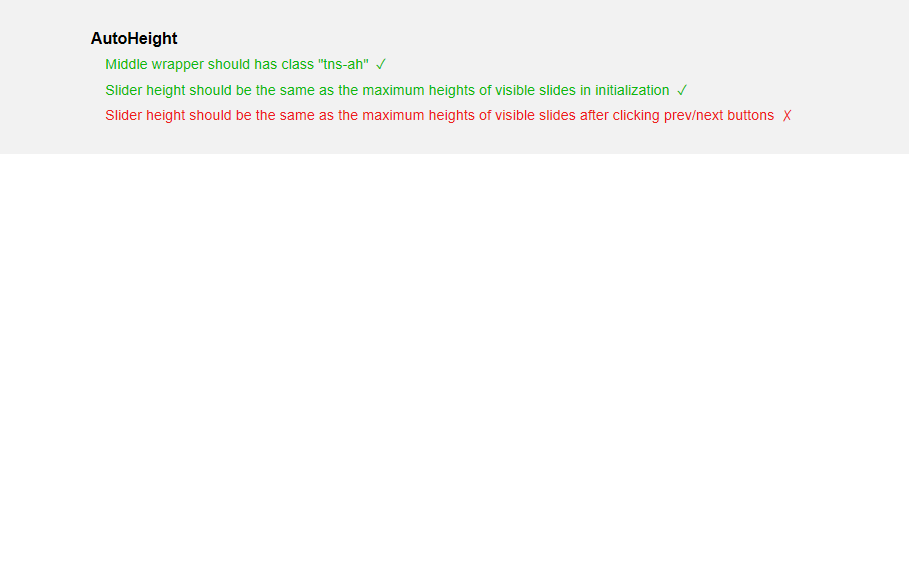 AutoHeight
Middle wrapper should has class "tns-ah" ✓
Slider height should be the same as the maximum heights of visible slides in initialization ✓
Slider height should be the same as the maximum heights of visible slides after clicking prev/next buttons ✗